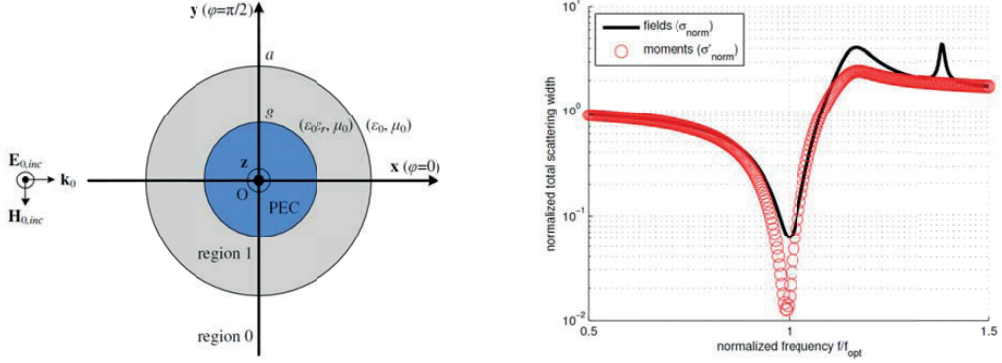 y (φ=π/2)
a
g
(ε₀εᵣ, μ₀) (ε₀, μ₀)
E₀,inc
z
x (φ=0)
k₀
O
H₀,inc
PEC
region 1
region 0
10¹
fields (σnorm)
moments (σ'norm)
10⁰
10⁻¹
10⁻²
normalized total scattering width
0.5
1
1.5
normalized frequency f/fopt